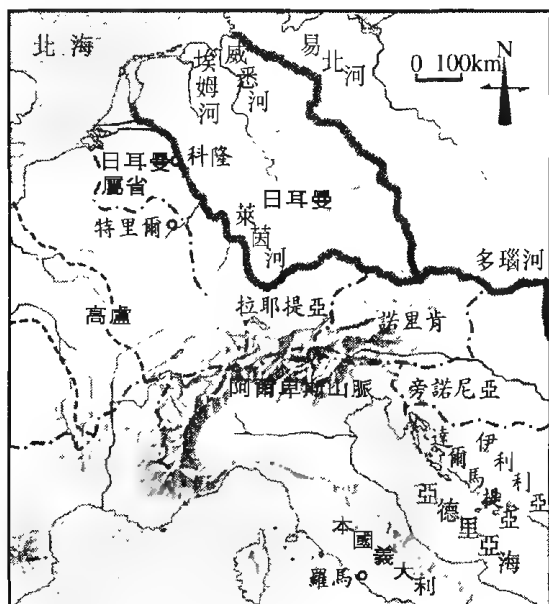 北海
埃姆河
威悉河
易北河
N
0 100km
日耳曼屬省
科隆
特里爾
日耳曼
萊茵河
多瑙河
高盧
拉耶提亞
諾里肯
阿爾卑斯山脈
旁諾尼亞
達爾馬提亞
伊利利亞
亞德里亞海
本國義大利
羅馬